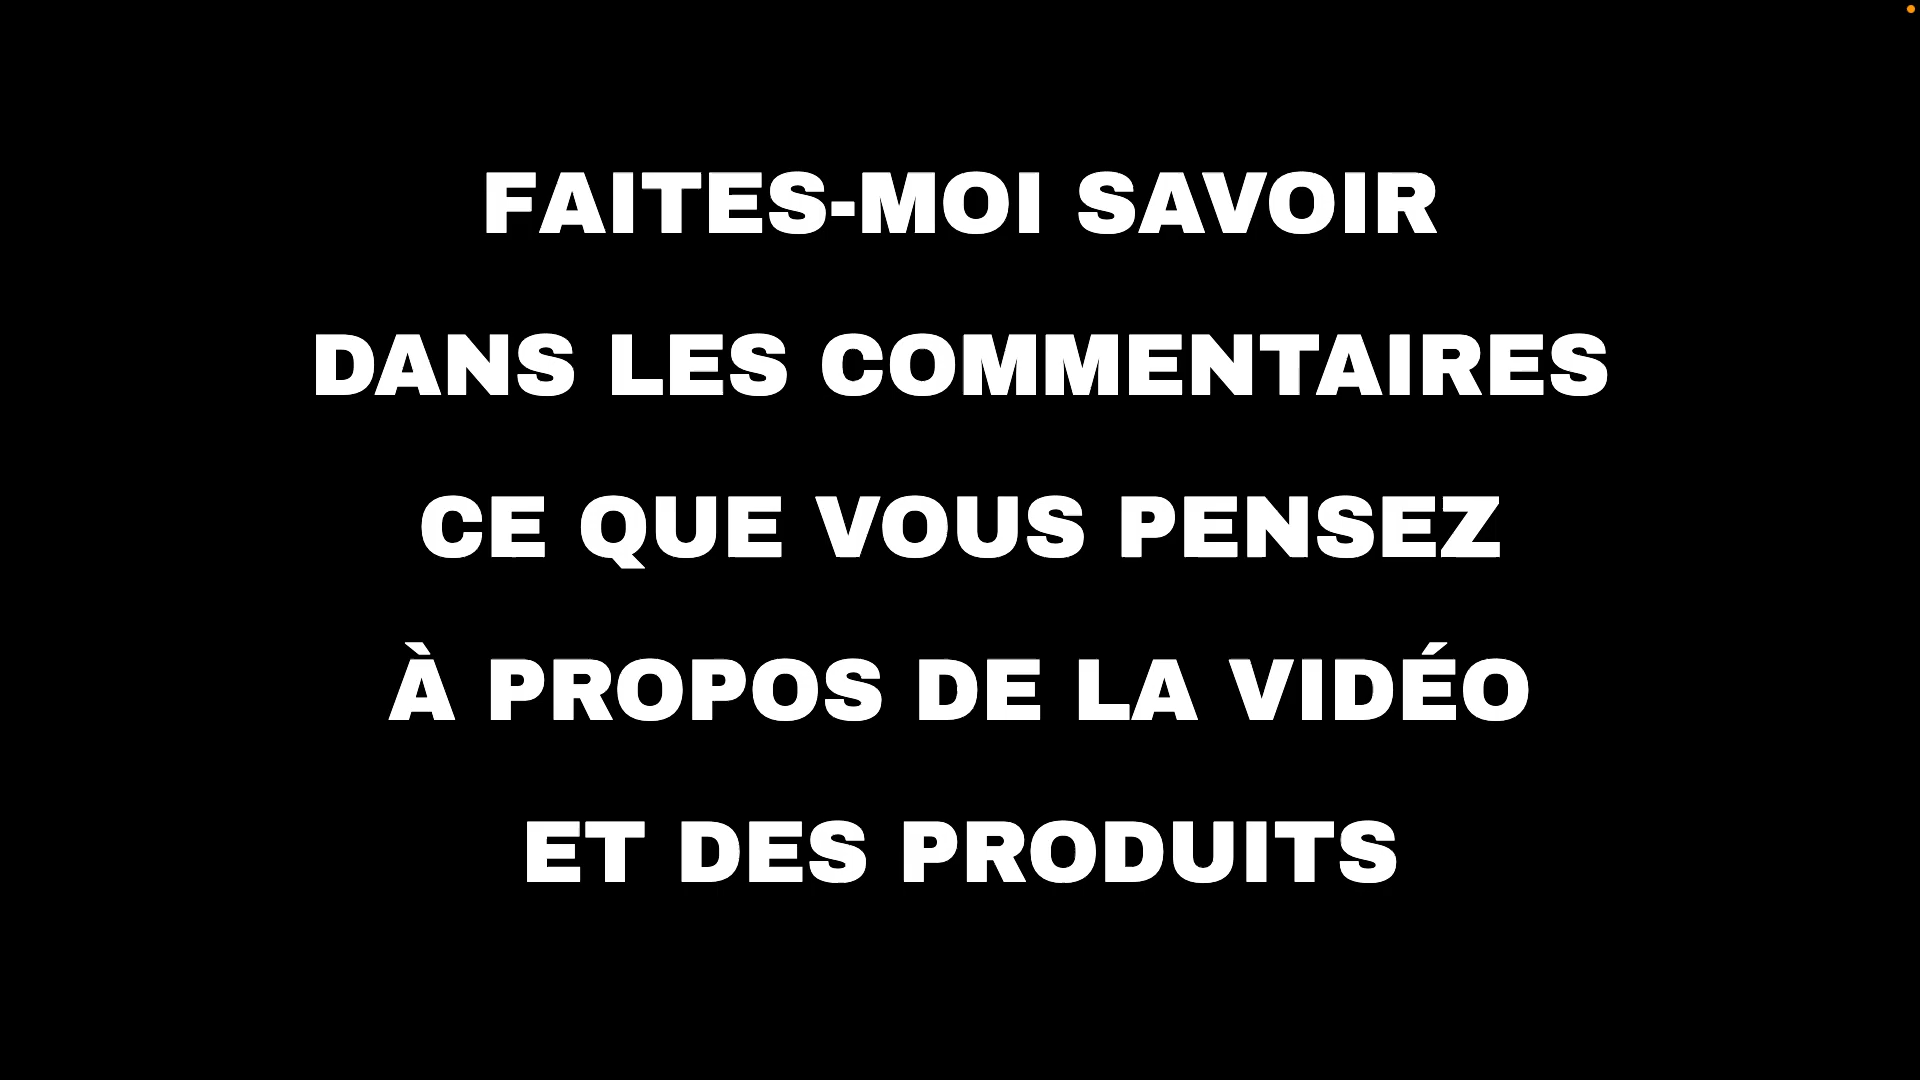 FAITES-MOI SAVOIR
DANS LES COMMENTAIRES
CE QUE VOUS PENSEZ
À PROPOS DE LA VIDÉO
ET DES PRODUITS